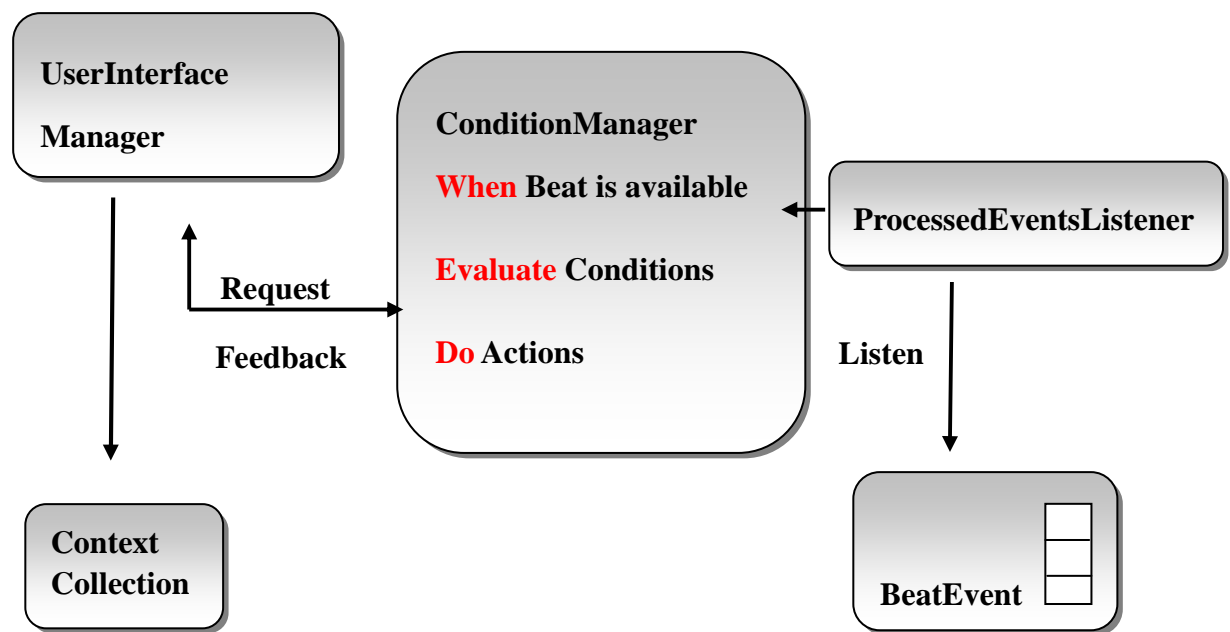 UserInterface
Manager
ConditionManager
When Beat is available
Evaluate Conditions
Do Actions
ProcessedEventsListener
Request
Feedback
Listen
Context
Collection
BeatEvent